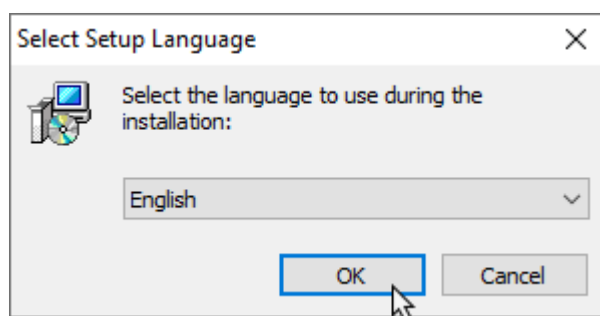 Select Setup Language
Select the language to use during the
installation:
English
OK
Cancel